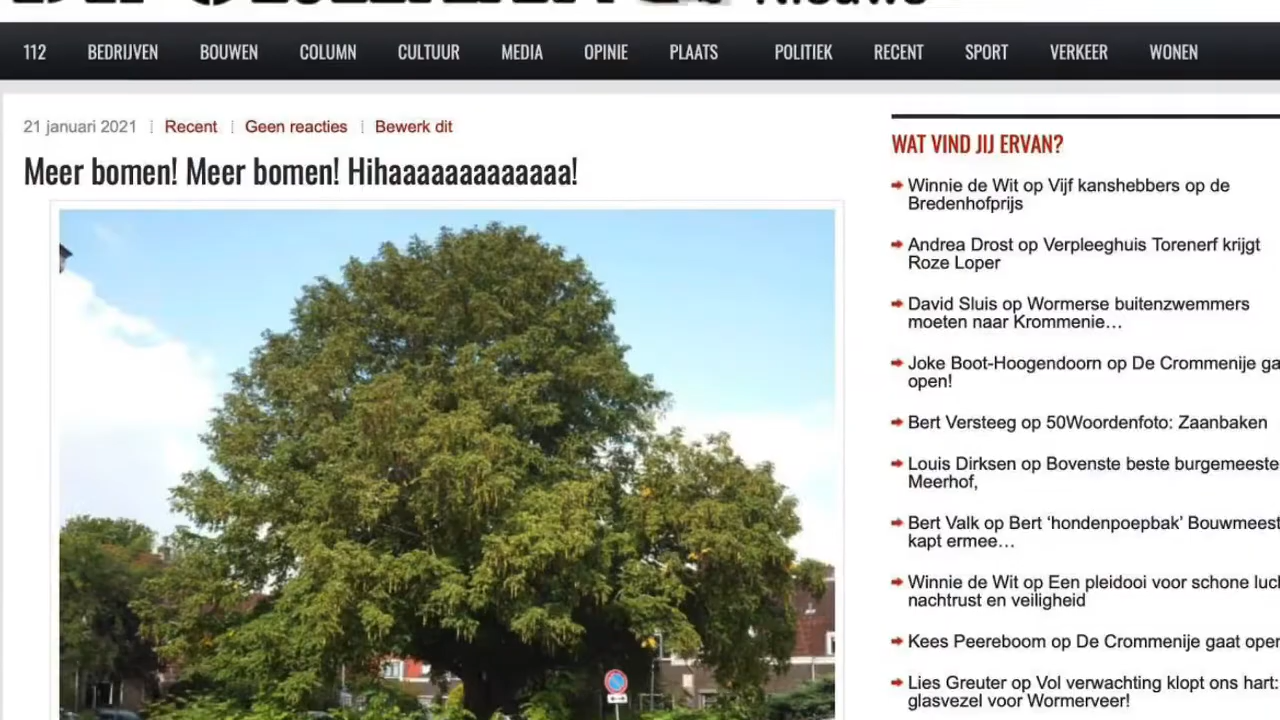 112 BEDRIJVEN BOUWEN COLUMN CULTUUR MEDIA OPINIE PLAATS POLITIEK RECENT SPORT VERKEER WONEN
21 januari 2021 Recent Geen reacties Bewerk dit
Meer bomen! Meer bomen! Hihaaaaaaaaaaaaa!
WAT VIND JIJ ERVAN?
Winnie de Wit op Vijf kanshebbers op de
Bredenhofprijs
Andrea Drost op Verpleeghuis Torenerf krijgt
Roze Loper
David Sluis op Wormerse buitenzwemmers
moeten naar Krommenie…
Joke Boot-Hoogendoorn op De Crommenije ga
open!
Bert Versteeg op 50Woordenfoto: Zaanbaken
Louis Dirksen op Bovenste beste burgemeeste
Meerhof,
Bert Valk op Bert ‘hondenpoepbak’ Bouwmeest
kapt ermee…
Winnie de Wit op Een pleidooi voor schone luc
nachtrust en veiligheid
Kees Peereboom op De Crommenije gaat open
Lies Greuter op Vol verwachting klopt ons hart:
glasvezel voor Wormerveer!